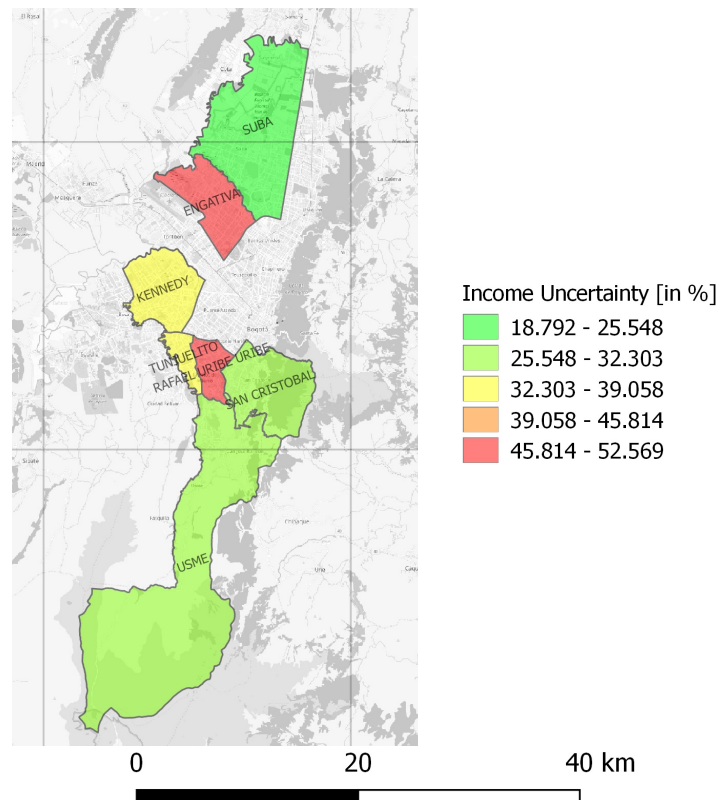 SUBA
ENGATIVA
KENNEDY
Bogotá
TUNJUELITO
RAFAEL URIBE URIBE
SAN CRISTOBAL
USME
Income Uncertainty [in %]
18.792 - 25.548
25.548 - 32.303
32.303 - 39.058
39.058 - 45.814
45.814 - 52.569
0 20 40 km